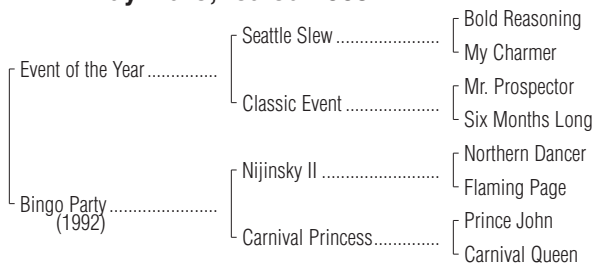 Bold Reasoning
Seattle Slew
My Charmer
Event of the Year
Mr. Prospector
Classic Event
Six Months Long
Northern Dancer
Nijinsky II
Flaming Page
Bingo Party
(1992)
Prince John
Carnival Princess
Carnival Queen